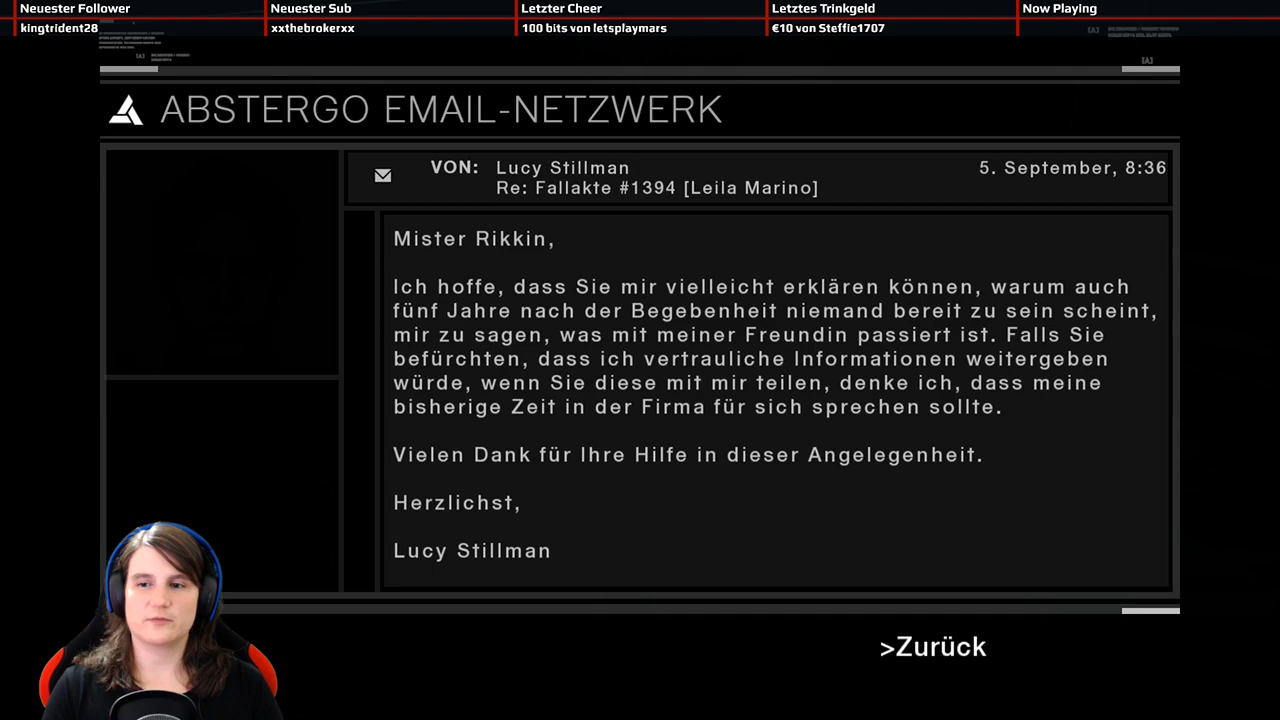 Neuester Follower
Neuester Sub
Letzter Cheer
Letztes Trinkgeld
Now Playing
kingtrident28
xxthebrokerxx
100 bits von letsplaymars
€10 von Steffie1707
[A]
[A]
[A]
ABSTERGO EMAIL-NETZWERK
VON: Lucy Stillman
5. September, 8:36
Re: Fallakte #1394 [Leila Marino]
Mister Rikkin,
Ich hoffe, dass Sie mir vielleicht erklären können, warum auch
fünf Jahre nach der Begebenheit niemand bereit zu sein scheint,
mir zu sagen, was mit meiner Freundin passiert ist. Falls Sie
befürchten, dass ich vertrauliche Informationen weitergeben
würde, wenn Sie diese mit mir teilen, denke ich, dass meine
bisherige Zeit in der Firma für sich sprechen sollte.
Vielen Dank für Ihre Hilfe in dieser Angelegenheit.
Herzlichst,
Lucy Stillman
>Zurück